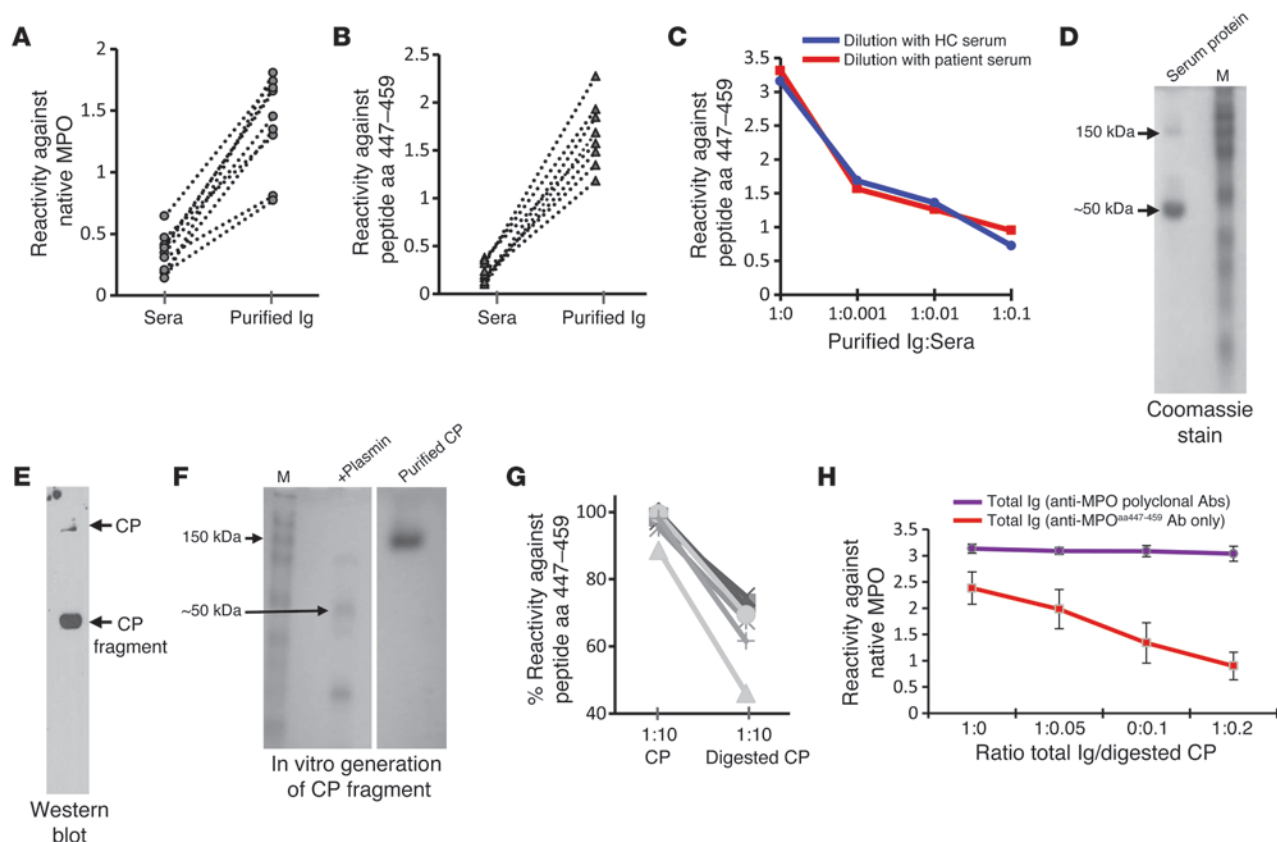 A
Reactivity against
native MPO
2
1.5
1
0.5
0
Sera
Purified Ig
B
Reactivity against
peptide aa 447–459
2.5
2
1.5
1
0.5
0
Sera
Purified Ig
C
Dilution with HC serum
Dilution with patient serum
Reactivity against
peptide aa 447–459
3.5
3
2.5
2
1.5
1
0.5
0
1:0
1:0.001
1:0.01
1:0.1
Purified Ig:Sera
D
Serum protein
M
150 kDa
~50 kDa
Coomassie
stain
E
CP
CP
fragment
Western
blot
F
M
+Plasmin
Purified CP
150 kDa
~50 kDa
In vitro generation
of CP fragment
G
% Reactivity against
peptide aa 447–459
100
80
60
40
1:10
CP
1:10
Digested CP
H
Total Ig (anti-MPO polyclonal Abs)
Total Ig (anti-MPOaa447-459 Ab only)
Reactivity against
native MPO
3.5
3
2.5
2
1.5
1
0.5
0
1:0
1:0.05
0:0.1
1:0.2
Ratio total Ig/digested CP